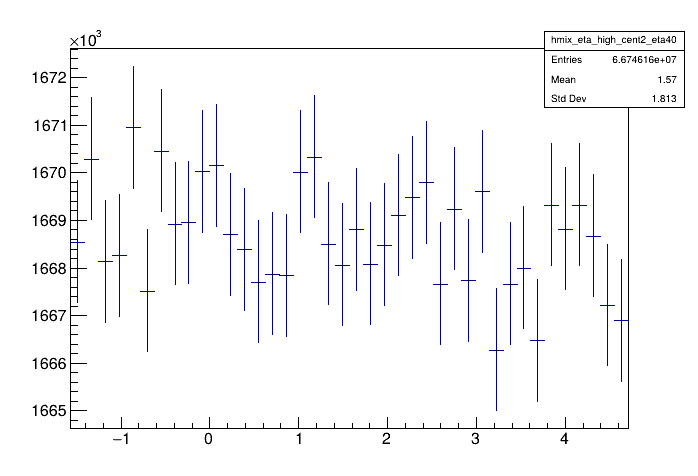 ×10³
hmix_eta_high_cent2_eta40
Entries 6.674616e+07
Mean 1.57
Std Dev 1.813
1672
1671
1670
1669
1668
1667
1666
1665
−1 0 1 2 3 4